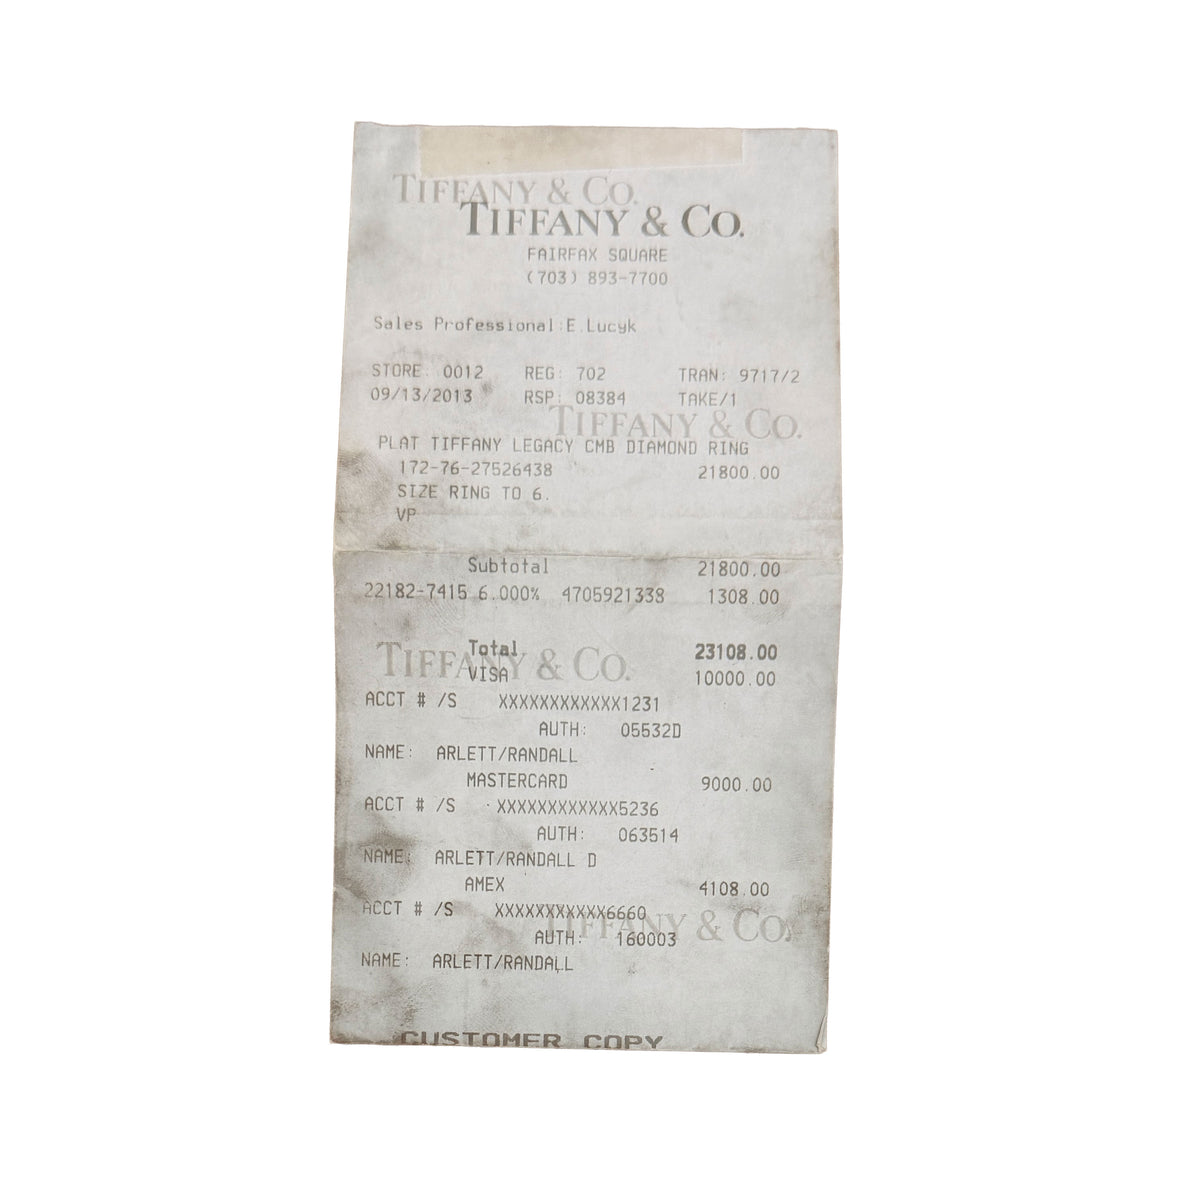 TIFFANY & CO.
TIFFANY & CO.
FAIRFAX SQUARE
(703) 893-7700
Sales Professional:E.Lucyk
STORE: 0012 REG: 702 TRAN: 9717/2
09/13/2013 RSP: 08384 TAKE/1
TIFFANY & CO.
PLAT TIFFANY LEGACY CMB DIAMOND RING
172-76-27526438 21800.00
SIZE RING TO 6.
VP
Subtotal 21800.00
22182-7415 6.000% 4705921338 1308.00
Total 23108.00
TIFFANY & CO.
VISA 10000.00
ACCT # /S XXXXXXXXXXXX1231
AUTH: 05532D
NAME: ARLETT/RANDALL
MASTERCARD 9000.00
ACCT # /S XXXXXXXXXXXX5236
AUTH: 063514
NAME: ARLETT/RANDALL D
AMEX 4108.00
ACCT # /S XXXXXXXXXXX6660
TIFFANY & CO.
AUTH: 160003
NAME: ARLETT/RANDALL
CUSTOMER COPY